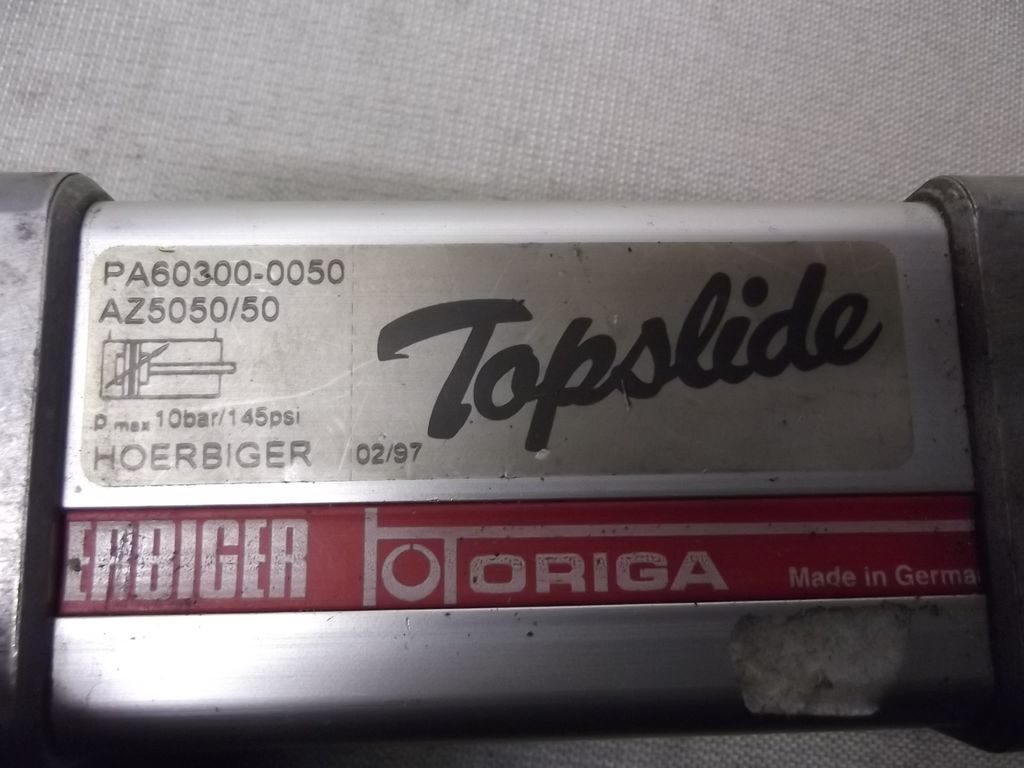 PA60300-0050
AZ5050/50
Topslide
p max 10bar/145psi
HOERBIGER 02/97
ERBIGER ORIGA Made in Germa